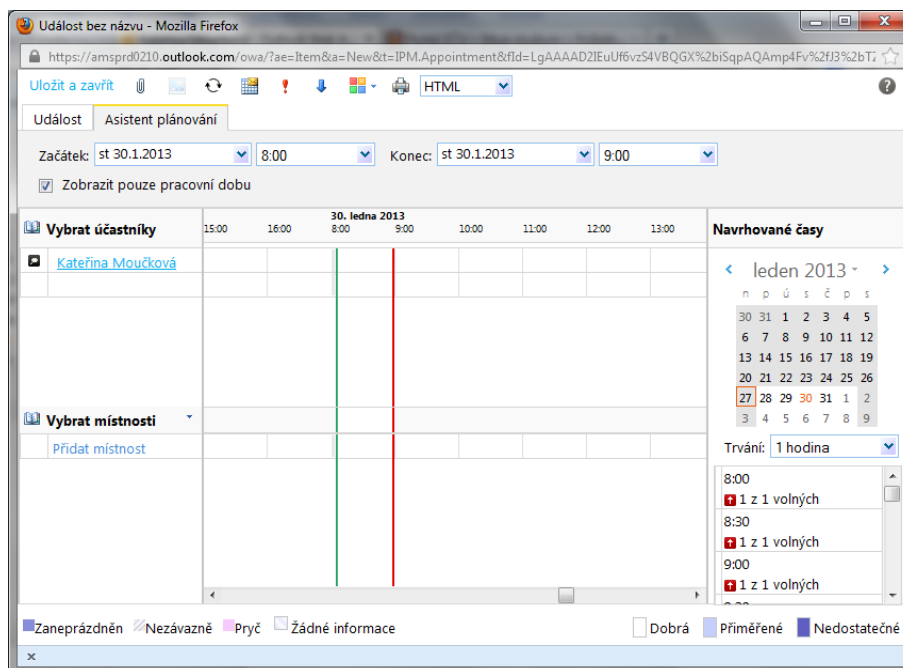 Událost bez názvu - Mozilla Firefox
https://amsprd0210.outlook.com/owa/?ae=Item&a=New&t=IPM.Appointment&fId=LgAAAAD2IEuUf6vzS4VBQGX%2biSqpAQAmp4Fv%2fJ3%2bTz
Uložit a zavřít HTML
Událost Asistent plánování
Začátek: st 30.1.2013 8:00 Konec: st 30.1.2013 9:00
Zobrazit pouze pracovní dobu
30. ledna 2013
Vybrat účastníky 15:00 16:00 8:00 9:00 10:00 11:00 12:00 13:00 Navrhované časy
Kateřina Moučková
leden 2013
n p ú s č p s
30 31 1 2 3 4 5
6 7 8 9 10 11 12
13 14 15 16 17 18 19
20 21 22 23 24 25 26
27 28 29 30 31 1 2
3 4 5 6 7 8 9
Vybrat místnosti
Přidat místnost
Trvání: 1 hodina
8:00
1 z 1 volných
8:30
1 z 1 volných
9:00
1 z 1 volných
Zaneprázdněn Nezávazně Pryč Žádné informace Dobrá Přiměřené Nedostatečné